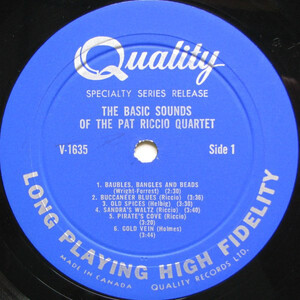 Quality
SPECIALTY SERIES RELEASE
THE BASIC SOUNDS
OF THE PAT RICCIO QUARTET
V-1635
Side 1
1. BAUBLES, BANGLES AND BEADS
(Wright-Forrest) (2:30)
2. BUCCANEER BLUES (Riccio) (3:30)
3. OLD SPICES (Helbig) (3:30)
4. SANDRA'S WALTZ (Riccio) (3:40)
5. PIRATE'S COVE (Riccio)
(3:20)
6. GOLD VEIN (Holmes)
(3:44)
LONG PLAYING HIGH FIDELITY
MADE IN CANADA
QUALITY RECORDS LTD.